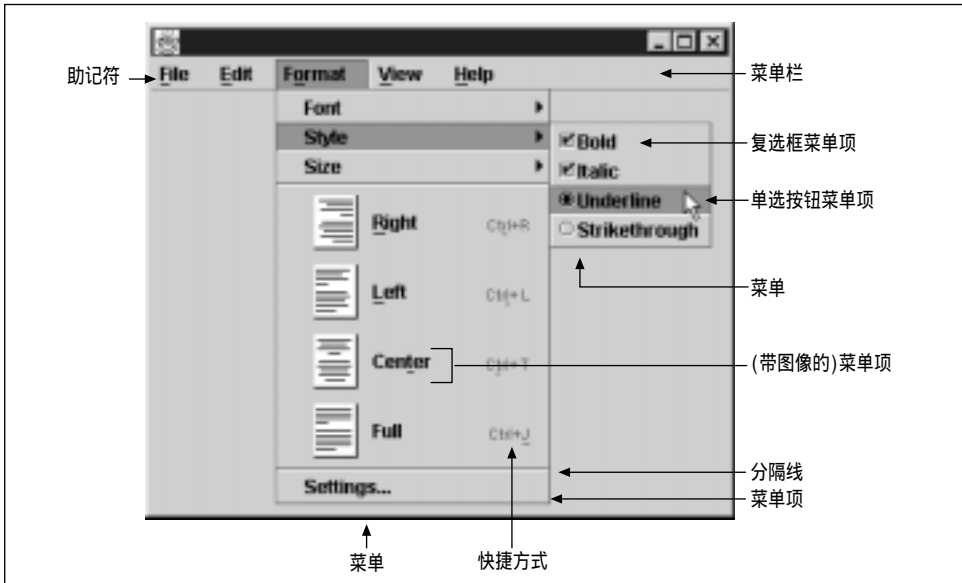 助记符
File Edit Format View Help
菜单栏
Font
Style
Size
Bold
复选框菜单项
Italic
Underline
单选按钮菜单项
Strikethrough
菜单
Right Ctrl+R
Left Ctrl+L
Center Ctrl+T
(带图像的)菜单项
Full Ctrl+J
分隔线
Settings...
菜单项
菜单
快捷方式